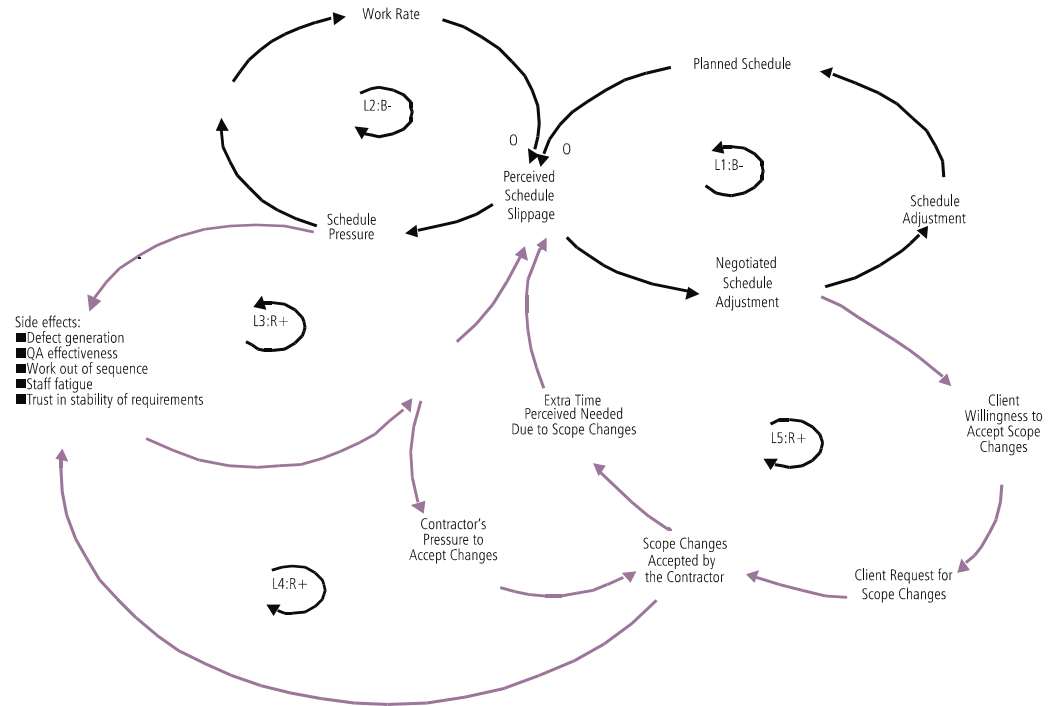 Work Rate
Planned Schedule
L2:B-
O
O
L1:B-
Perceived
Schedule
Slippage
Schedule
Adjustment
Schedule
Pressure
Negotiated
Schedule
Adjustment
Side effects:
■Defect generation
■QA effectiveness
■Work out of sequence
■Staff fatigue
■Trust in stability of requirements
L3:R+
Extra Time
Perceived Needed
Due to Scope Changes
Client
Willingness to
Accept Scope
Changes
L5:R+
Contractor's
Pressure to
Accept Changes
Scope Changes
Accepted by
the Contractor
Client Request for
Scope Changes
L4:R+